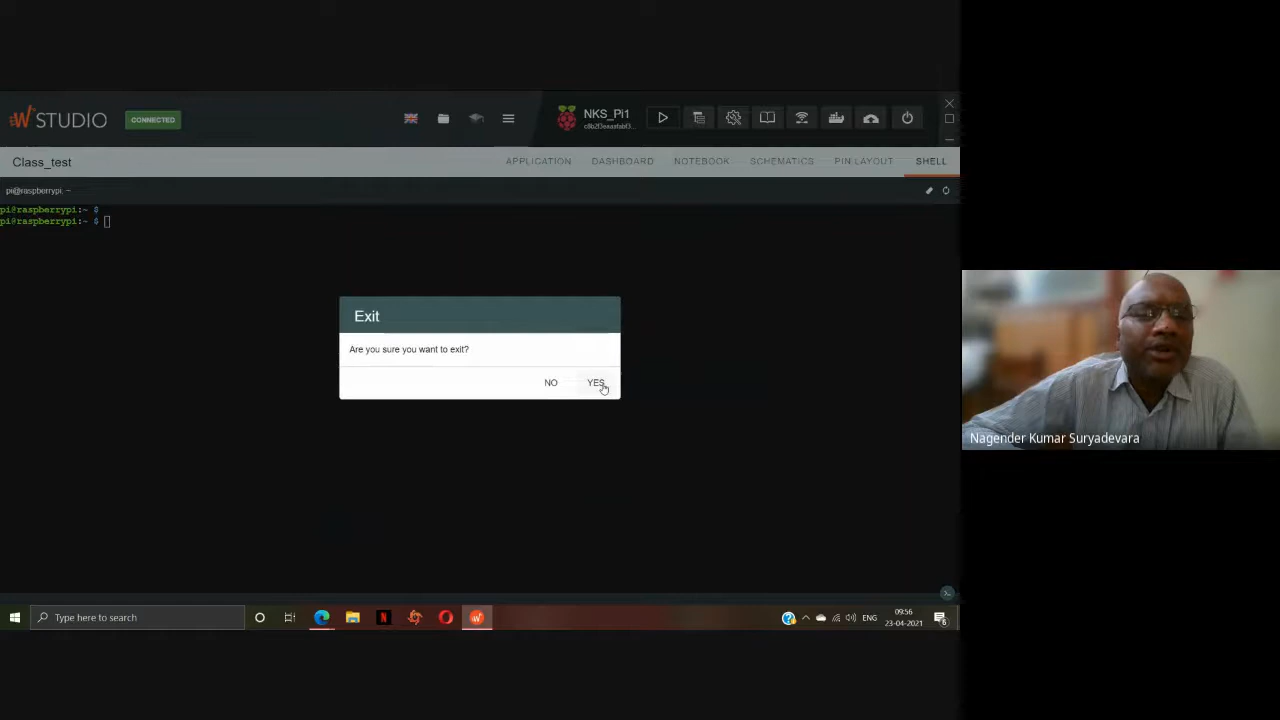 STUDIO
CONNECTED
NKS_Pi1
Class_test
APPLICATION
DASHBOARD
NOTEBOOK
SCHEMATICS
PIN LAYOUT
SHELL
pi@raspberrypi: ~
pi@raspberrypi:~ $
pi@raspberrypi:~ $
Exit
Are you sure you want to exit?
NO
YES
Nagender Kumar Suryadevara
Type here to search
ENG
09:56
23-04-2021